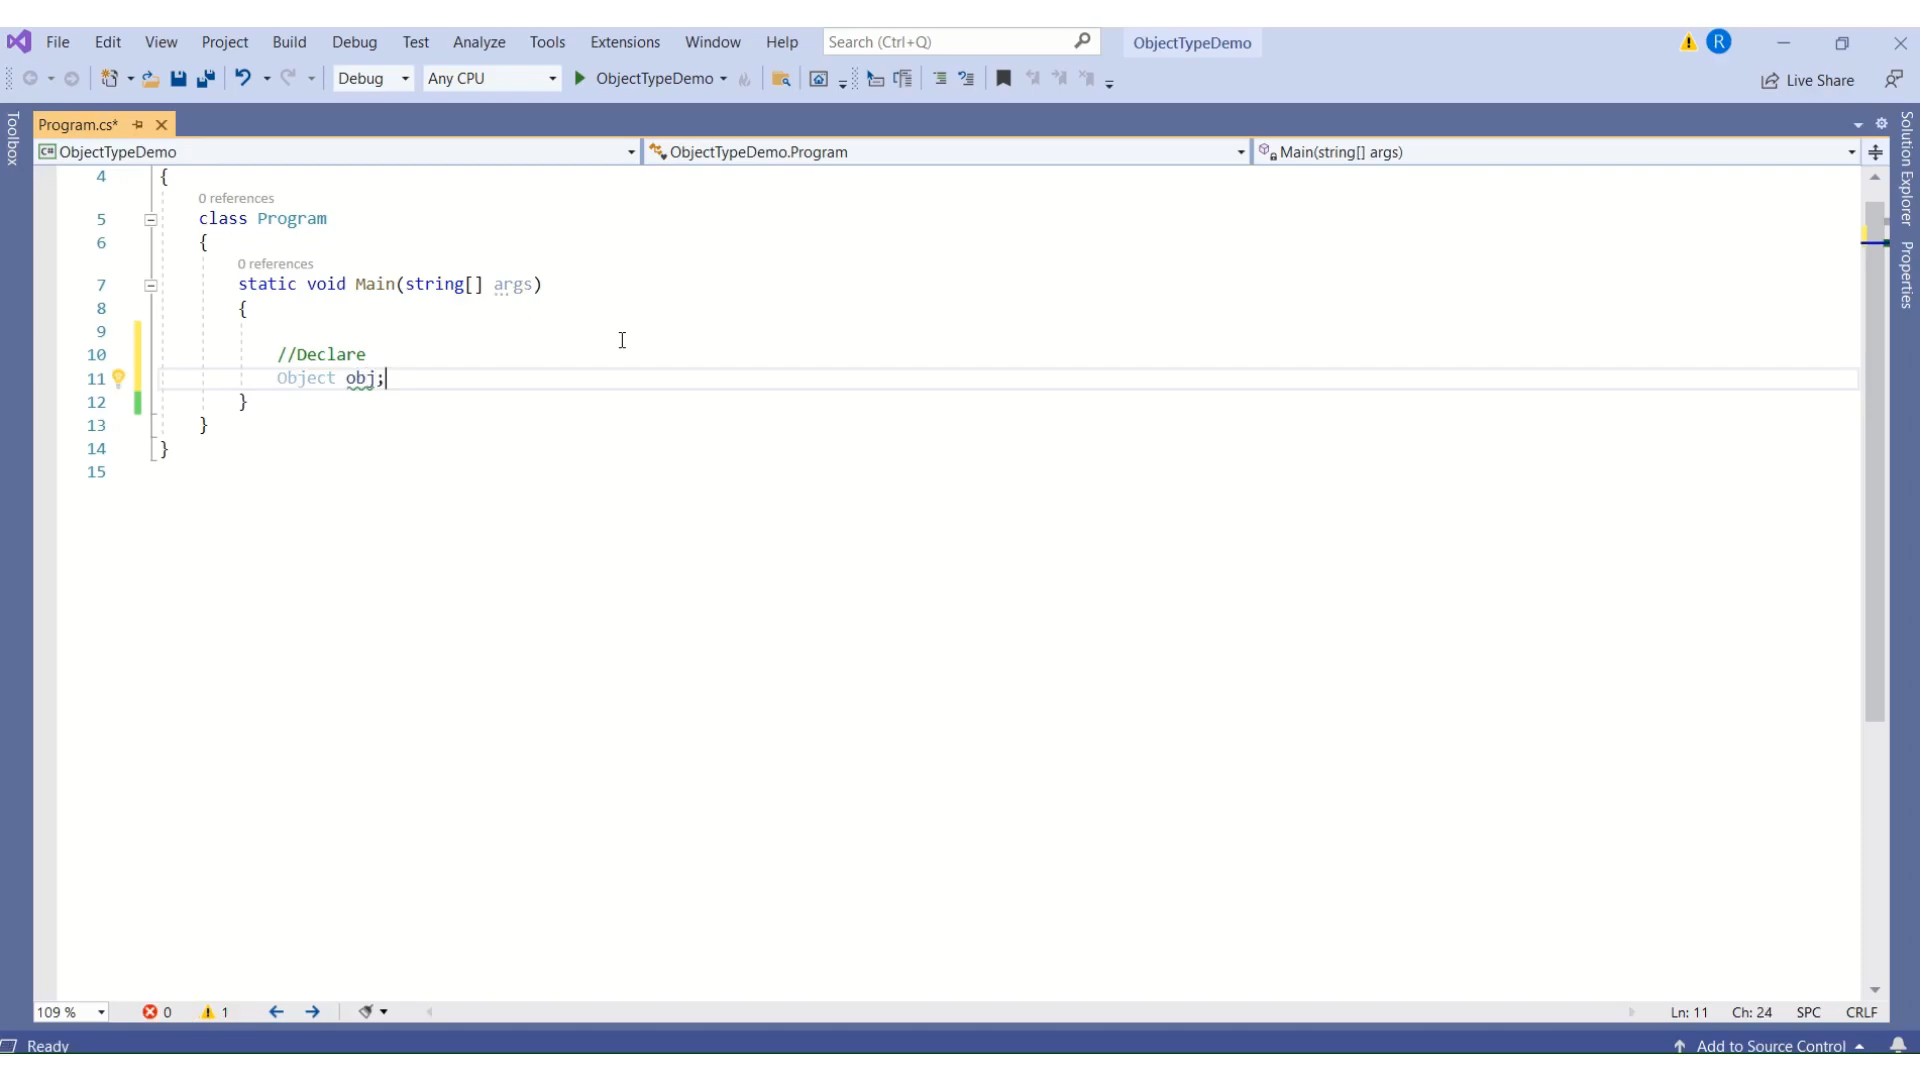 File Edit View Project Build Debug Test Analyze Tools Extensions Window Help Search (Ctrl+Q) ObjectTypeDemo R
Debug Any CPU ObjectTypeDemo Live Share
Toolbox
Program.cs*
Solution Explorer
Properties
C# ObjectTypeDemo ObjectTypeDemo.Program Main(string[] args)
4 {
0 references
5 class Program
6 {
0 references
7 static void Main(string[] args)
8 {
9
10 //Declare
11 Object obj;
12 }
13 }
14 }
15
109 % 0 1 Ln: 11 Ch: 24 SPC CRLF
Ready Add to Source Control